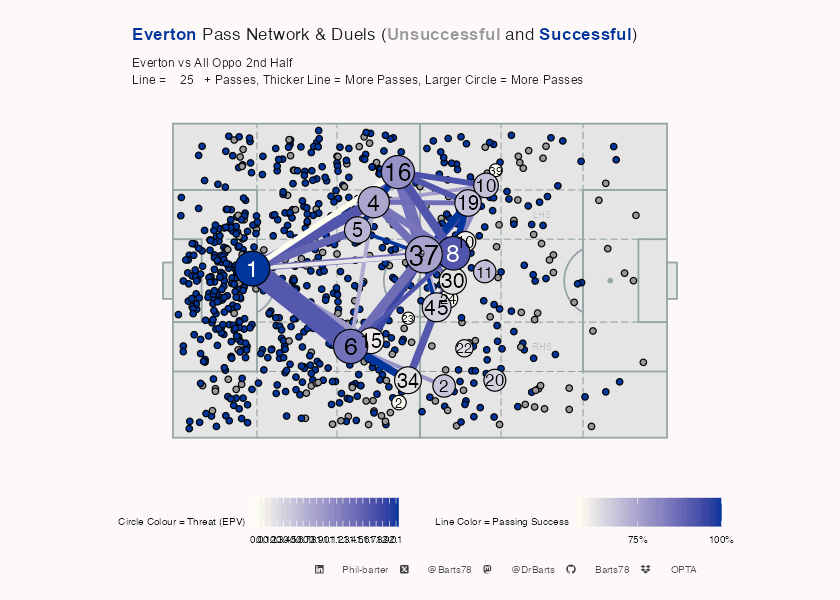 Everton Pass Network & Duels (Unsuccessful and Successful)
Everton vs All Oppo 2nd Half
Line = 25 + Passes, Thicker Line = More Passes, Larger Circle = More Passes
16
39
10
4
19
LHS
5
37
8
1
11
30
45
23
6
15
22
RHS
34
2
20
2
Circle Colour = Threat (EPV)
Line Color = Passing Success
75%
100%
Phil-barter
@Barts78
@DrBarts
Barts78
OPTA